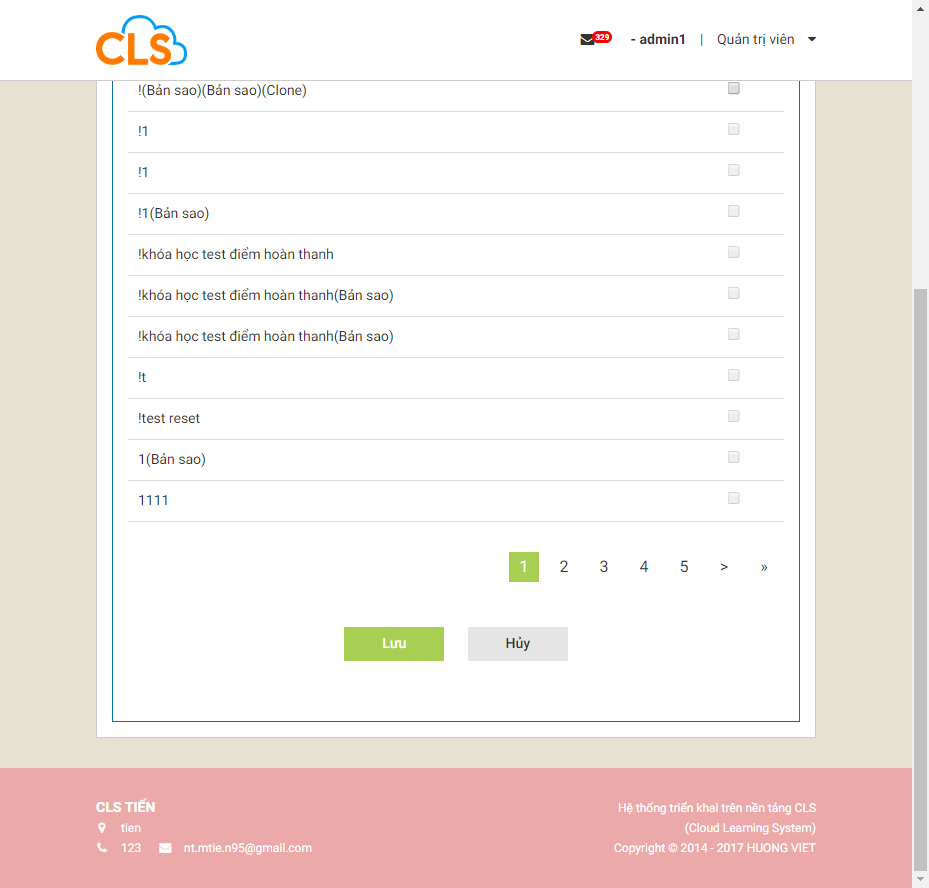 CLS
329
- admin1 | Quản trị viên
!(Bản sao)(Bản sao)(Clone)
!1
!1
!1(Bản sao)
!khóa học test điểm hoàn thanh
!khóa học test điểm hoàn thanh(Bản sao)
!khóa học test điểm hoàn thanh(Bản sao)
!t
!test reset
1(Bản sao)
1111
1 2 3 4 5 > »
Lưu Hủy
CLS TIẾN
tien
123 nt.mtie.n95@gmail.com
Hệ thống triển khai trên nền tảng CLS
(Cloud Learning System)
Copyright © 2014 - 2017 HUONG VIET